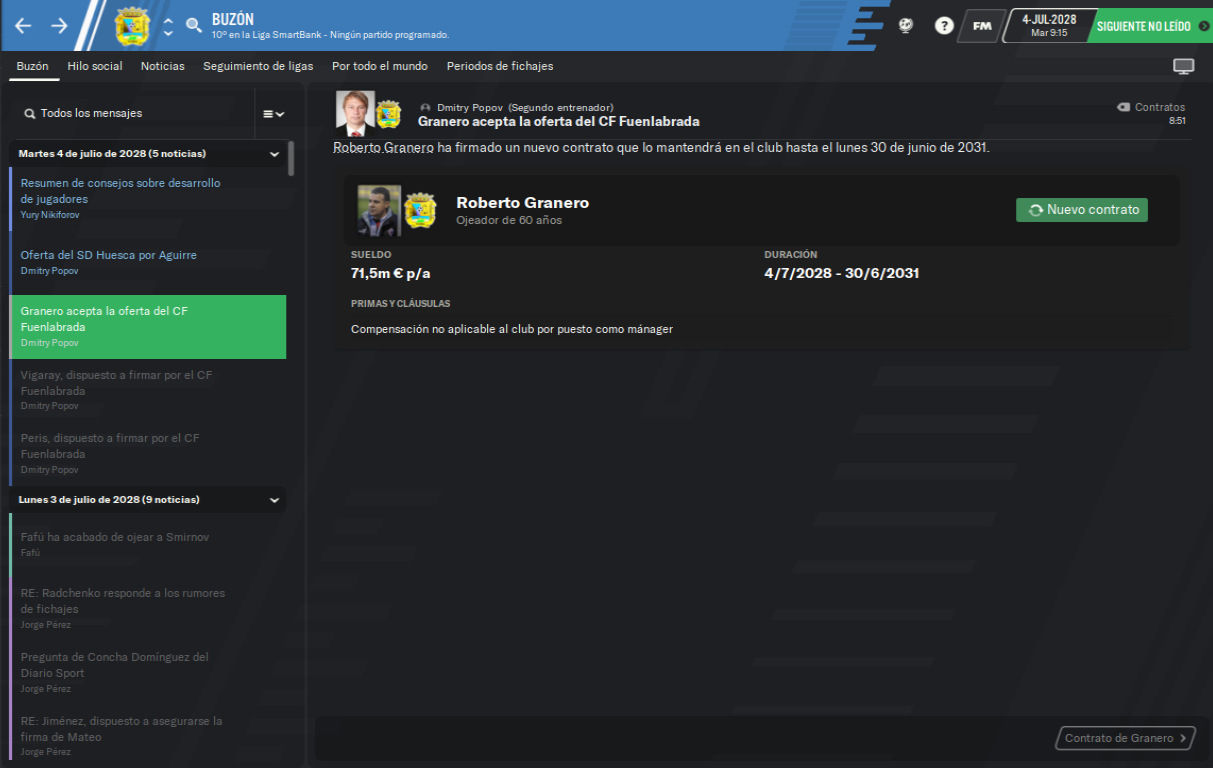 BUZÓN
10º en la Liga SmartBank - Ningún partido programado.
?
FM
4-JUL-2028
Mar 9:15
SIGUIENTE NO LEÍDO
Buzón
Hilo social
Noticias
Seguimiento de ligas
Por todo el mundo
Periodos de fichajes
Todos los mensajes
Martes 4 de julio de 2028 (5 noticias)
Resumen de consejos sobre desarrollo
de jugadores
Yury Nikiforov
Oferta del SD Huesca por Aguirre
Dmitry Popov
Granero acepta la oferta del CF
Fuenlabrada
Dmitry Popov
Vigaray, dispuesto a firmar por el CF
Fuenlabrada
Dmitry Popov
Peris, dispuesto a firmar por el CF
Fuenlabrada
Dmitry Popov
Lunes 3 de julio de 2028 (9 noticias)
Fafú ha acabado de ojear a Smirnov
Fafú
RE: Radchenko responde a los rumores
de fichajes
Jorge Pérez
Pregunta de Concha Domínguez del
Diario Sport
Jorge Pérez
RE: Jiménez, dispuesto a asegurarse la
firma de Mateo
Jorge Pérez
Dmitry Popov (Segundo entrenador)
Granero acepta la oferta del CF Fuenlabrada
Contratos
8:51
Roberto Granero ha firmado un nuevo contrato que lo mantendrá en el club hasta el lunes 30 de junio de 2031.
Roberto Granero
Ojeador de 60 años
Nuevo contrato
SUELDO
71,5m € p/a
DURACIÓN
4/7/2028 - 30/6/2031
PRIMAS Y CLÁUSULAS
Compensación no aplicable al club por puesto como mánager
Contrato de Granero